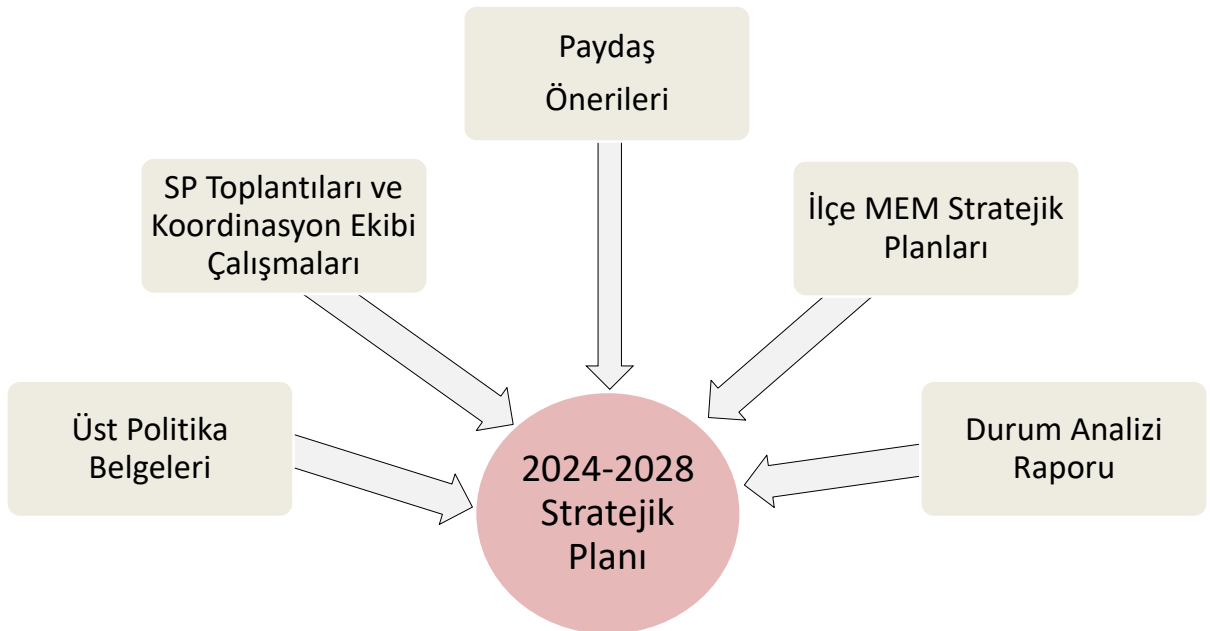 Paydaş
Önerileri
SP Toplantıları ve
Koordinasyon Ekibi
Çalışmaları
İlçe MEM Stratejik
Planları
Üst Politika
Belgeleri
2024-2028
Stratejik
Planı
Durum Analizi
Raporu